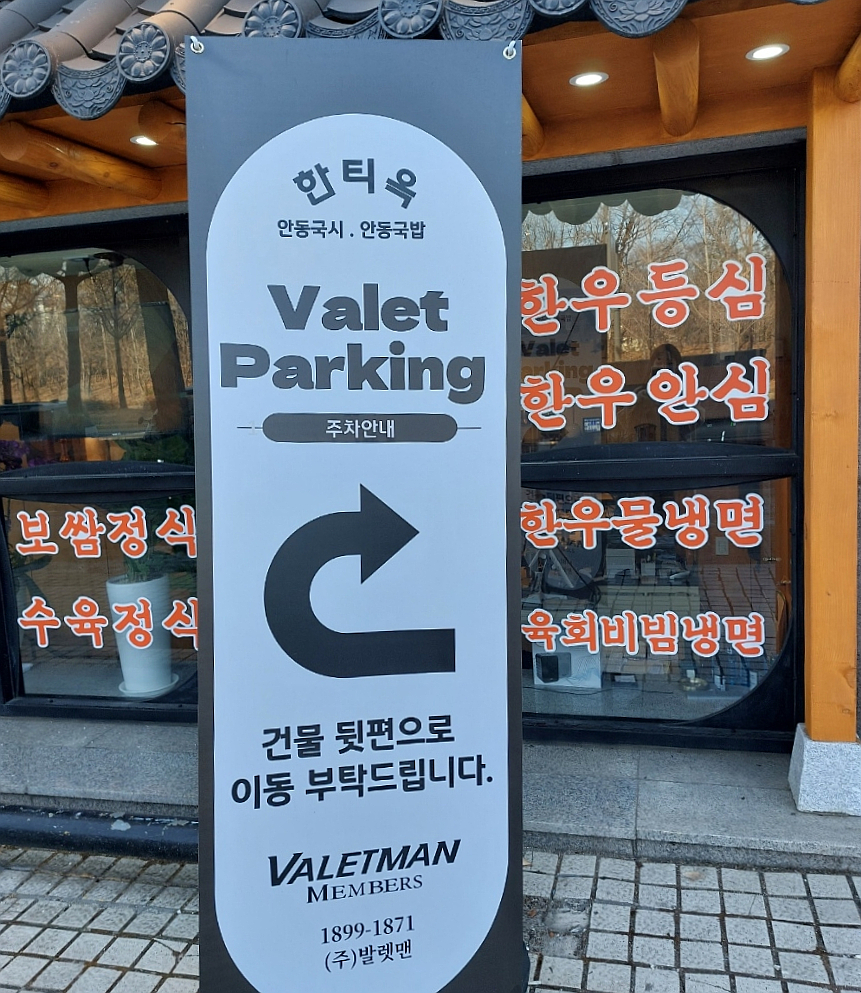 한티옥
안동국시 . 안동국밥
Valet
Parking
주차안내
건물 뒷편으로
이동 부탁드립니다.
VALETMAN
MEMBERS
1899-1871
(주)발렛맨
보쌈정식
수육정식
한우등심
한우안심
한우물냉면
육회비빔냉면